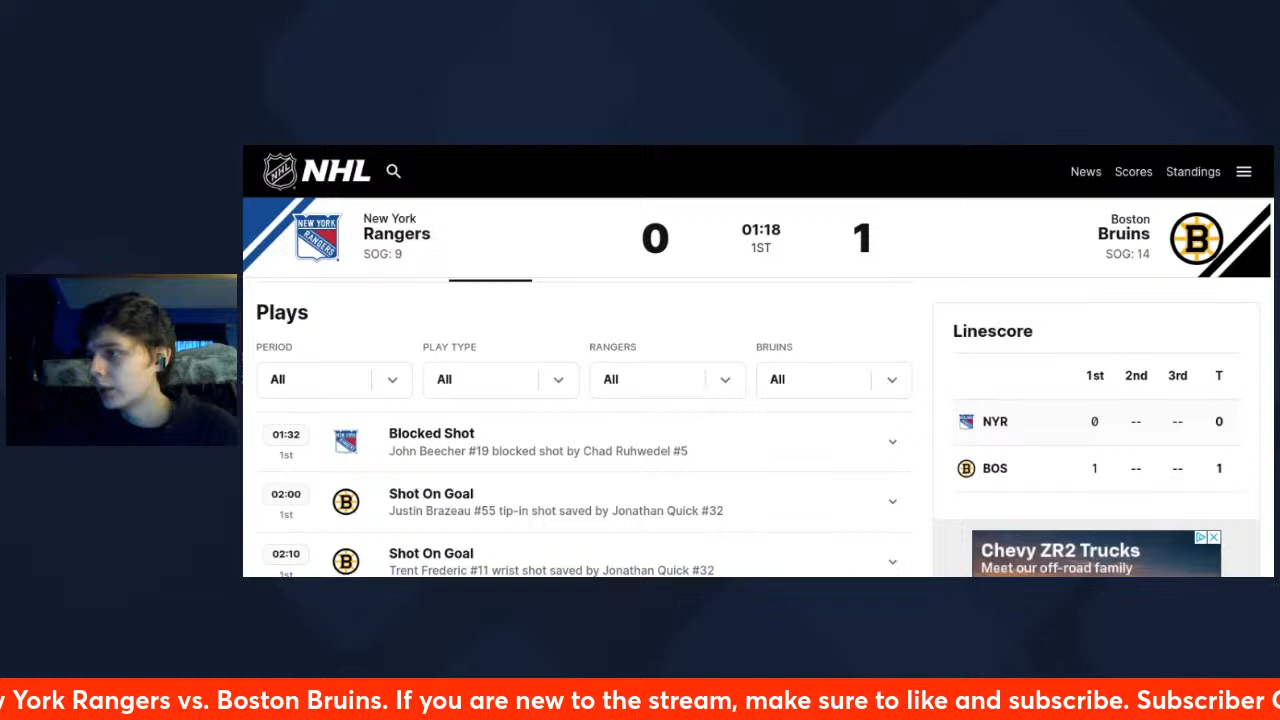 NHL
News Scores Standings
NEW YORK
RANGERS
New York
Rangers
SOG: 9
0
01:18
1ST
1
Boston
Bruins
SOG: 14
B
Plays
PERIOD PLAY TYPE RANGERS BRUINS
All All All All
01:32
1st
Blocked Shot
John Beecher #19 blocked shot by Chad Ruhwedel #5
02:00
1st
B
Shot On Goal
Justin Brazeau #55 tip-in shot saved by Jonathan Quick #32
02:10
1st
B
Shot On Goal
Trent Frederic #11 wrist shot saved by Jonathan Quick #32
Linescore
1st 2nd 3rd T
NYR 0 -- -- 0
B BOS 1 -- -- 1
Chevy ZR2 Trucks
Meet our off-road family
York Rangers vs. Boston Bruins. If you are new to the stream, make sure to like and subscribe. Subscriber